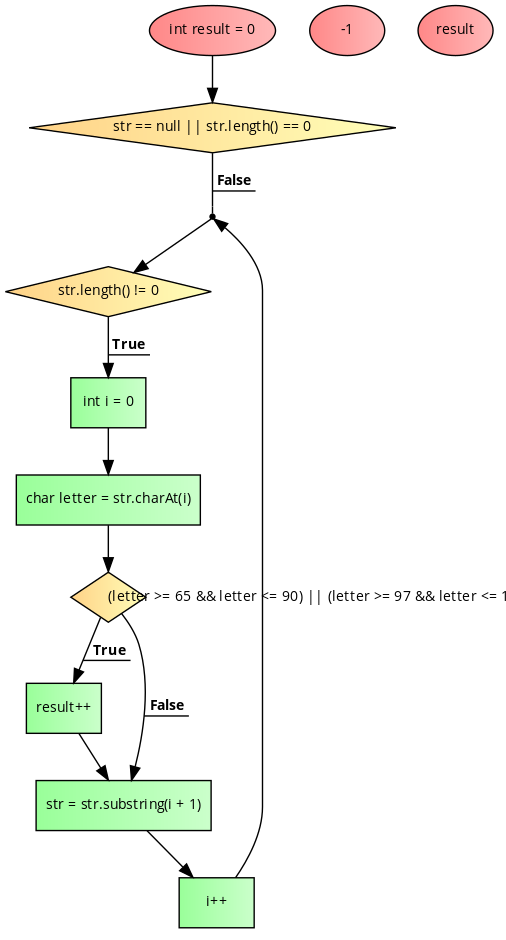 int result = 0
-1
result
str == null || str.length() == 0
False
str.length() != 0
True
int i = 0
char letter = str.charAt(i)
(letter >= 65 && letter <= 90) || (letter >= 97 && letter <= 1
True
result++
False
str = str.substring(i + 1)
i++